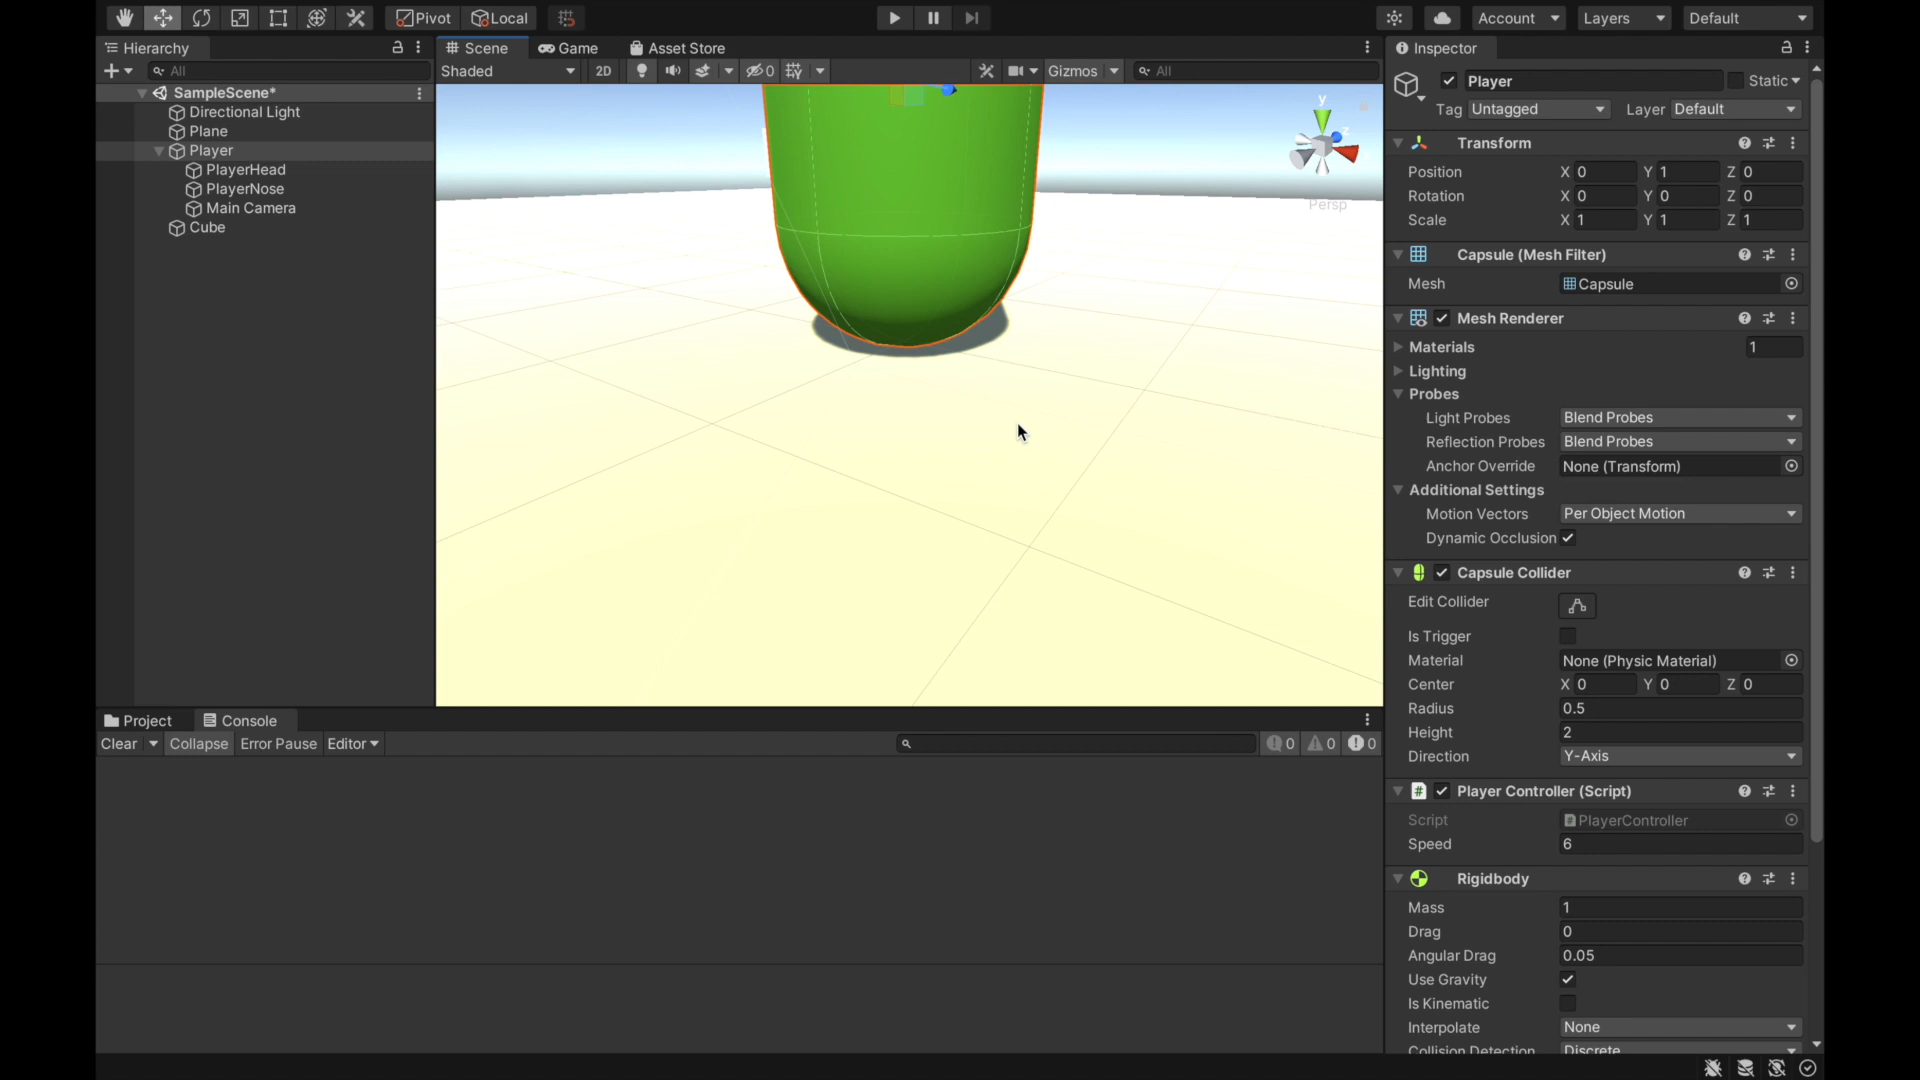 Pivot Local Account Layers Default
Hierarchy
All
SampleScene*
Directional Light
Plane
Player
PlayerHead
PlayerNose
Main Camera
Cube
Scene Game Asset Store
Shaded 2D 0 Gizmos All
y
z
Persp
Project Console
Clear Collapse Error Pause Editor 0 0 0
Inspector
Player Static
Tag Untagged Layer Default
Transform
Position X 0 Y 1 Z 0
Rotation X 0 Y 0 Z 0
Scale X 1 Y 1 Z 1
Capsule (Mesh Filter)
Mesh Capsule
Mesh Renderer
Materials 1
Lighting
Probes
Light Probes Blend Probes
Reflection Probes Blend Probes
Anchor Override None (Transform)
Additional Settings
Motion Vectors Per Object Motion
Dynamic Occlusion
Capsule Collider
Edit Collider
Is Trigger
Material None (Physic Material)
Center X 0 Y 0 Z 0
Radius 0.5
Height 2
Direction Y-Axis
# Player Controller (Script)
Script PlayerController
Speed 6
Rigidbody
Mass 1
Drag 0
Angular Drag 0.05
Use Gravity
Is Kinematic
Interpolate None
Collision Detection Discrete